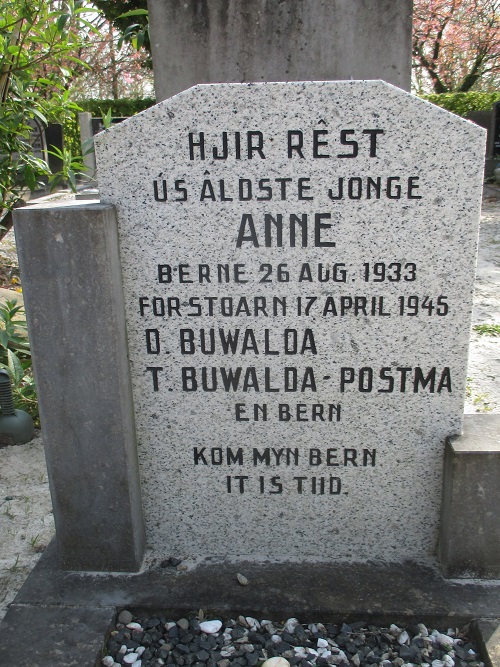 HJIR RÊST
ÚS ÂLDSTE JONGE
ANNE
BERNE 26 AUG. 1933
FORSTOARN 17 APRIL 1945
D. BUWALDA
T. BUWALDA-POSTMA
EN BERN
KOM MYN BERN
IT IS TIID.